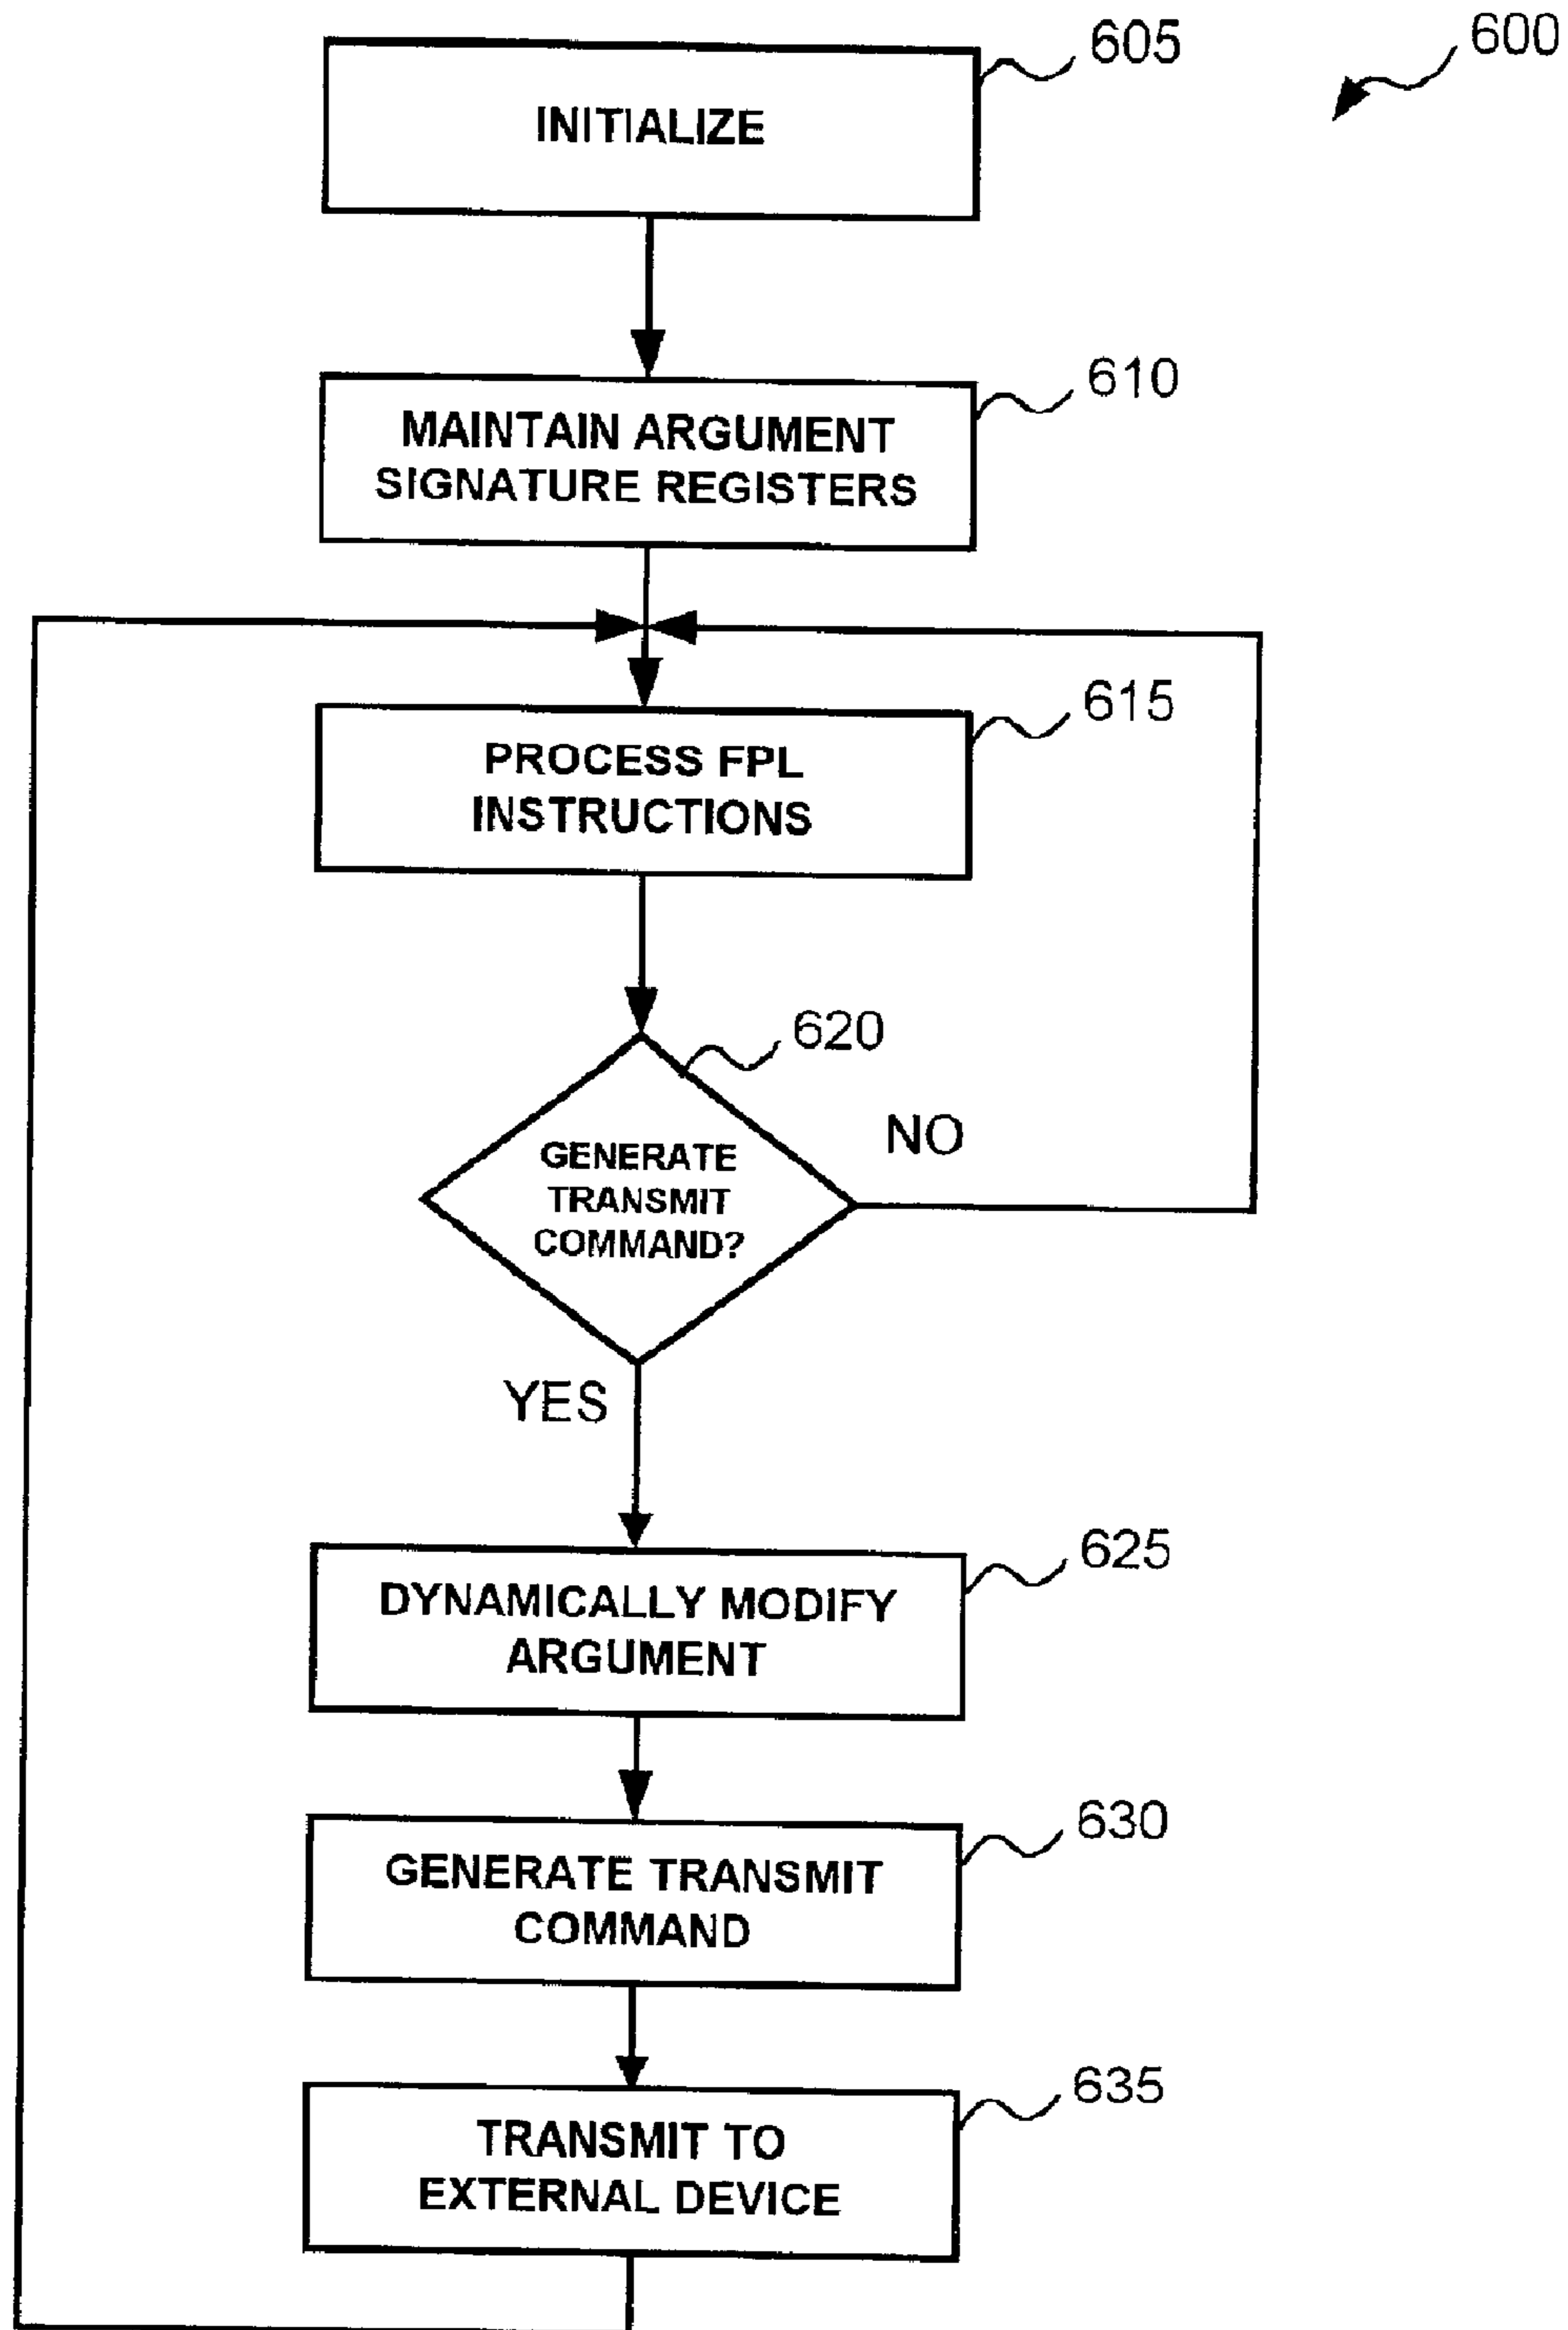 600
605
INITIALIZE
610
MAINTAIN ARGUMENT
SIGNATURE REGISTERS
615
PROCESS FPL
INSTRUCTIONS
620
GENERATE
TRANSMIT
COMMAND?
NO
YES
625
DYNAMICALLY MODIFY
ARGUMENT
630
GENERATE TRANSMIT
COMMAND
635
TRANSMIT TO
EXTERNAL DEVICE